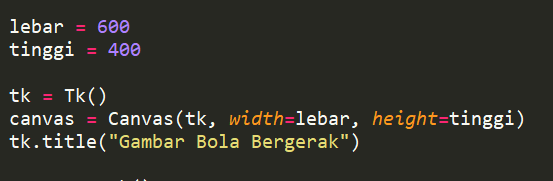 lebar = 600
tinggi = 400
tk = Tk()
canvas = Canvas(tk, width=lebar, height=tinggi)
tk.title("Gambar Bola Bergerak")